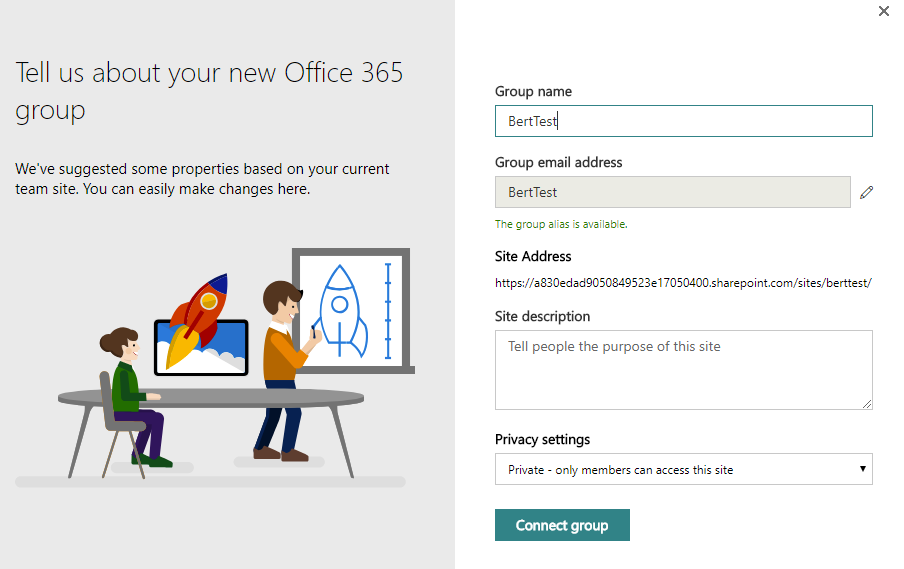 Tell us about your new Office 365
group
We've suggested some properties based on your current
team site. You can easily make changes here.
Group name
BertTest
Group email address
BertTest
The group alias is available.
Site Address
https://a830edad9050849523e17050400.sharepoint.com/sites/berttest/
Site description
Tell people the purpose of this site
Privacy settings
Private - only members can access this site
Connect group